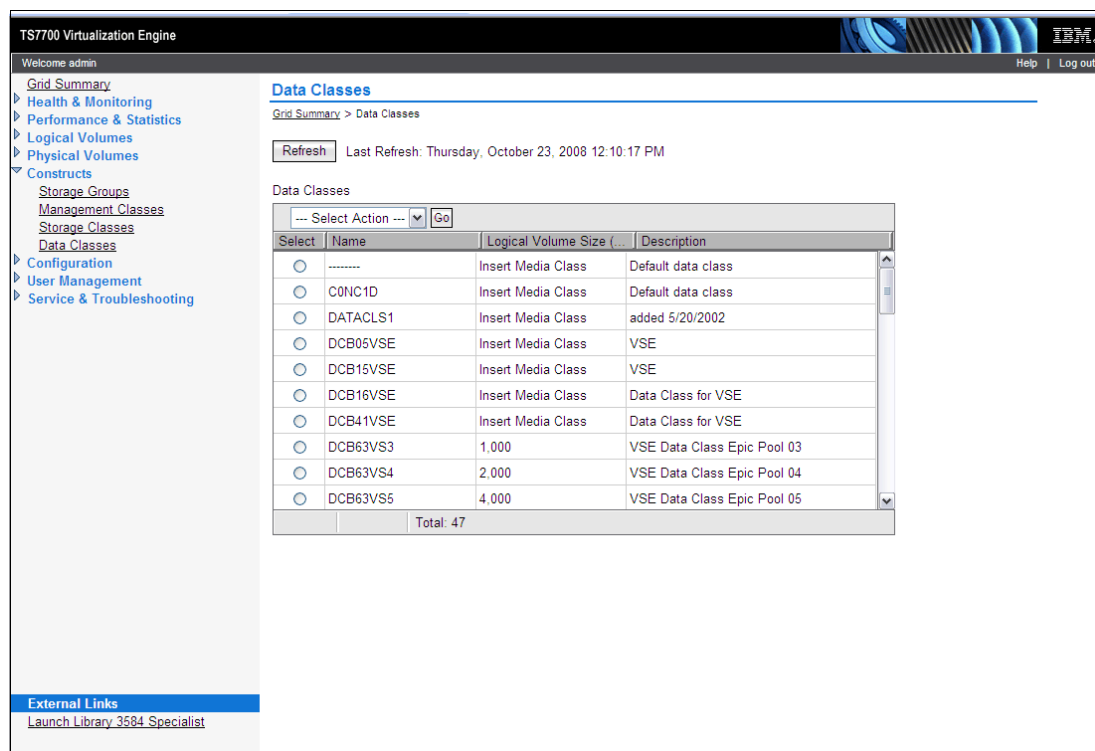 TS7700 Virtualization Engine
IBM.
Welcome admin
Help | Log out
Grid Summary
Health & Monitoring
Performance & Statistics
Logical Volumes
Physical Volumes
Constructs
Storage Groups
Management Classes
Storage Classes
Data Classes
Configuration
User Management
Service & Troubleshooting
External Links
Launch Library 3584 Specialist
Data Classes
Grid Summary > Data Classes
Refresh Last Refresh: Thursday, October 23, 2008 12:10:17 PM
Data Classes
--- Select Action --- Go
Select Name Logical Volume Size (... Description
-------- Insert Media Class Default data class
C0NC1D Insert Media Class Default data class
DATACLS1 Insert Media Class added 5/20/2002
DCB05VSE Insert Media Class VSE
DCB15VSE Insert Media Class VSE
DCB16VSE Insert Media Class Data Class for VSE
DCB41VSE Insert Media Class Data Class for VSE
DCB63VS3 1,000 VSE Data Class Epic Pool 03
DCB63VS4 2,000 VSE Data Class Epic Pool 04
DCB63VS5 4,000 VSE Data Class Epic Pool 05
Total: 47